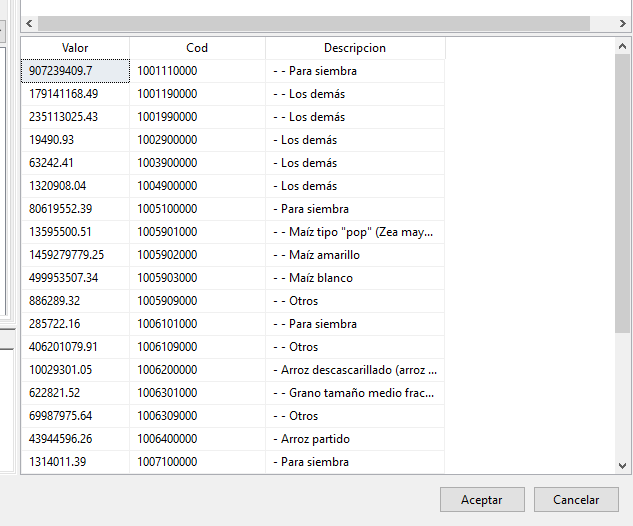 Valor Cod Descripcion
907239409.7 1001110000 - - Para siembra
179141168.49 1001190000 - - Los demás
235113025.43 1001990000 - - Los demás
19490.93 1002900000 - Los demás
63242.41 1003900000 - Los demás
1320908.04 1004900000 - Los demás
80619552.39 1005100000 - Para siembra
13595500.51 1005901000 - - Maíz tipo "pop" (Zea may...
1459279779.25 1005902000 - - Maíz amarillo
499953507.34 1005903000 - - Maíz blanco
886289.32 1005909000 - - Otros
285722.16 1006101000 - - Para siembra
406201079.91 1006109000 - - Otros
10029301.05 1006200000 - Arroz descascarillado (arroz ...
622821.52 1006301000 - - Grano tamaño medio frac...
69987975.64 1006309000 - - Otros
43944596.26 1006400000 - Arroz partido
1314011.39 1007100000 - Para siembra
Aceptar Cancelar